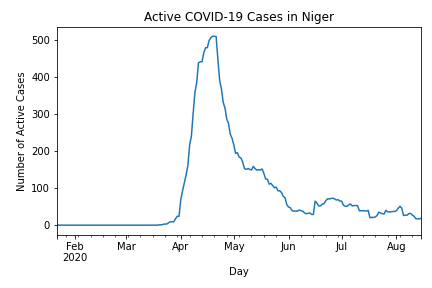 Active COVID-19 Cases in Niger
Number of Active Cases
500
400
300
200
100
0
Feb Mar Apr May Jun Jul Aug
2020
Day